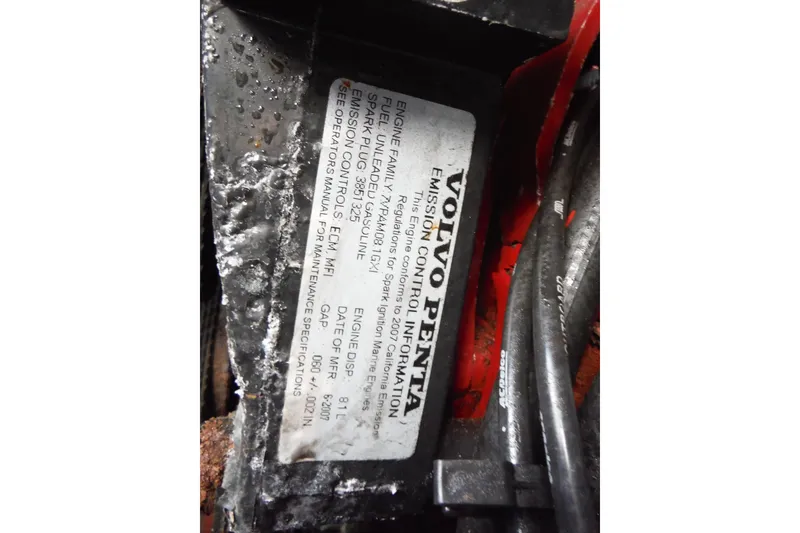 VOLVO PENTA
EMISSION CONTROL INFORMATION
This Engine conforms to 2007 California Emission
Regulations for Spark Ignition Marine Engines
ENGINE FAMILY: 7VPAM08.1GXI ENGINE DISP. 8.1 L
FUEL: UNLEADED GASOLINE DATE OF MFR 6/2007
SPARK PLUG: 3851325 GAP: .060 +/- .002 IN.
EMISSION CONTROLS: ECM, MFI
*SEE OPERATORS MANUAL FOR MAINTENANCE SPECIFICATIONS